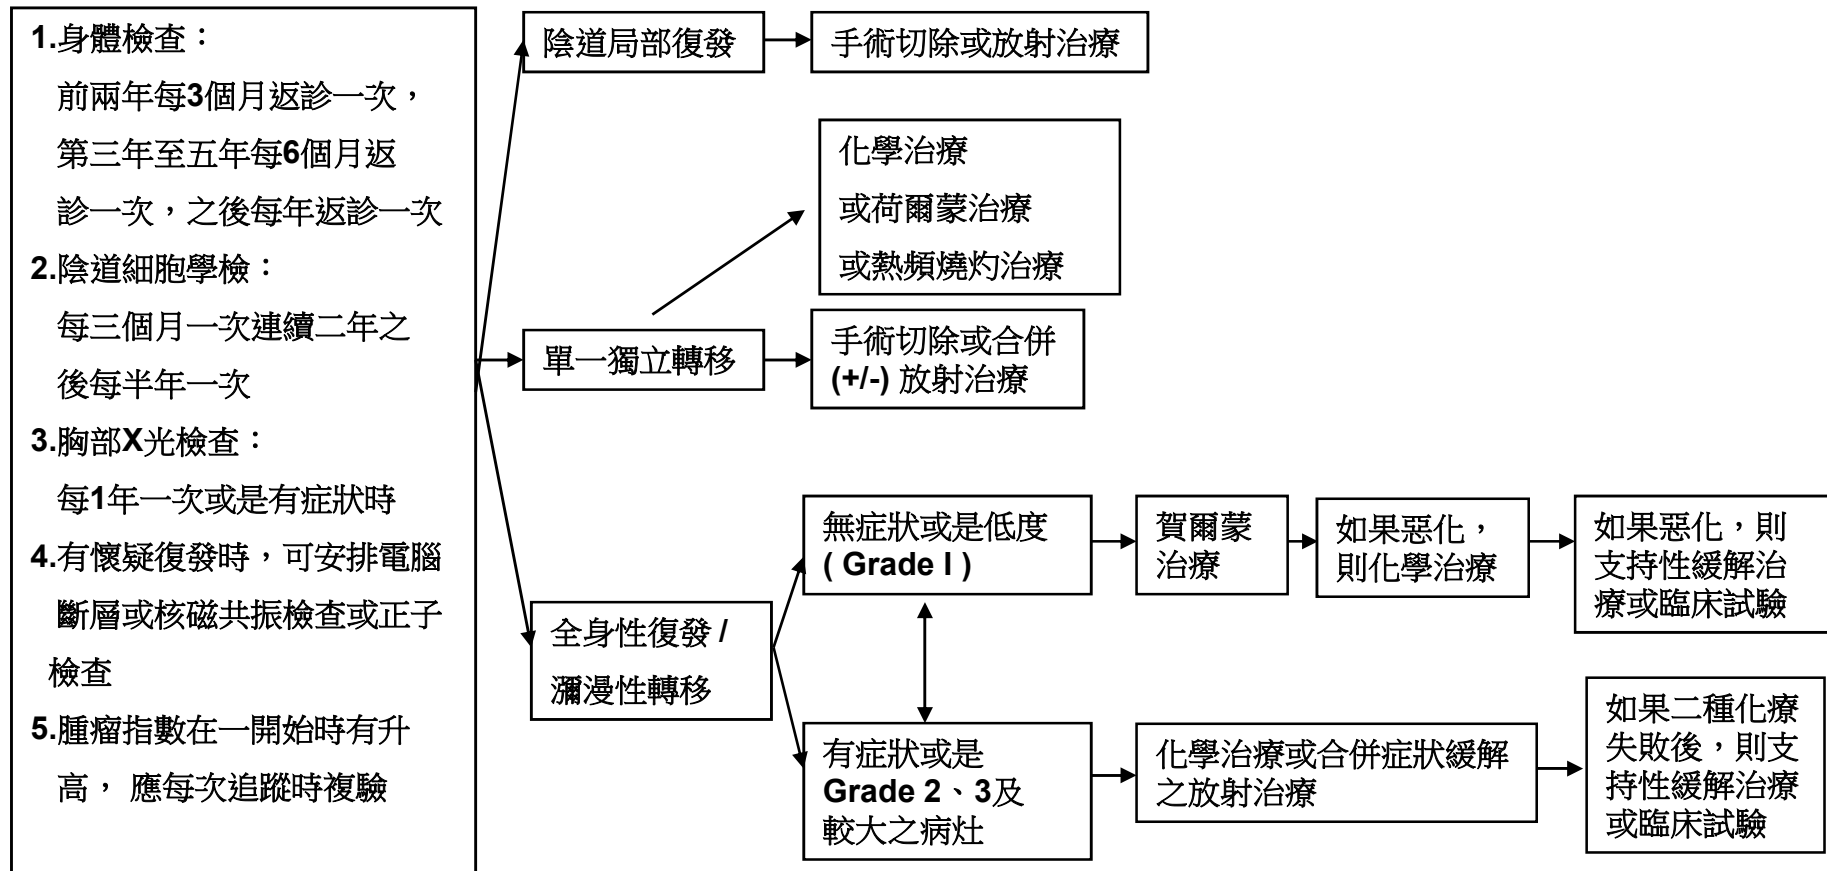 1.身體檢查：
前兩年每3個月返診一次，
第三年至五年每6個月返
診一次，之後每年返診一次
2.陰道細胞學檢：
每三個月一次連續二年之
後每半年一次
3.胸部X光檢查：
每1年一次或是有症狀時
4.有懷疑復發時，可安排電腦
斷層或核磁共振檢查或正子
檢查
5.腫瘤指數在一開始時有升
高， 應每次追蹤時複驗
陰道局部復發
手術切除或放射治療
化學治療
或荷爾蒙治療
或熱頻燒灼治療
單一獨立轉移
手術切除或合併
(+/-) 放射治療
全身性復發 /
瀰漫性轉移
無症狀或是低度
( Grade I )
賀爾蒙
治療
如果惡化，
則化學治療
如果惡化，則
支持性緩解治
療或臨床試驗
有症狀或是
Grade 2、3及
較大之病灶
化學治療或合併症狀緩解
之放射治療
如果二種化療
失敗後，則支
持性緩解治療
或臨床試驗